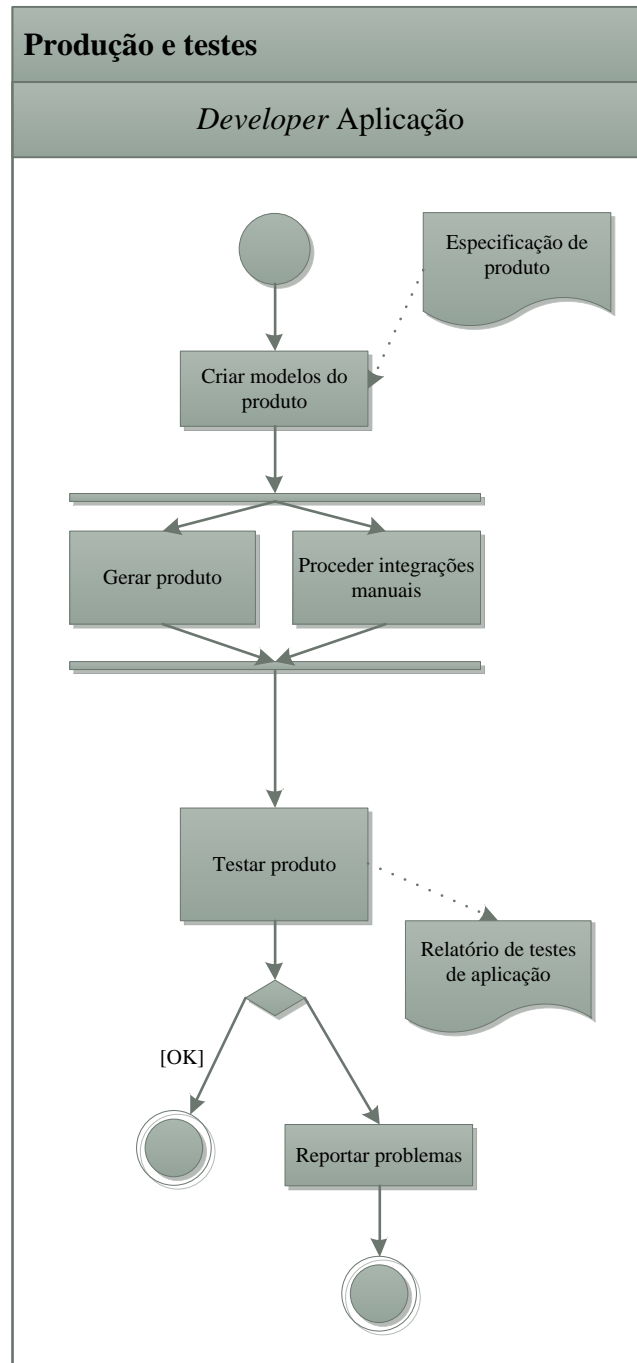 Produção e testes
Developer Aplicação
Especificação de
produto
Criar modelos do
produto
Gerar produto
Proceder integrações
manuais
Testar produto
Relatório de testes
de aplicação
[OK]
Reportar problemas